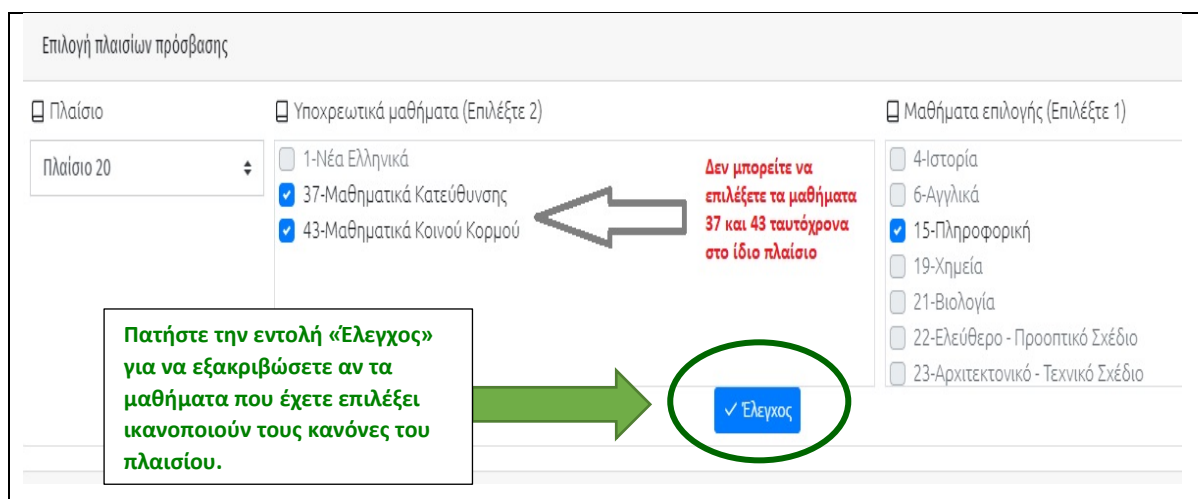 Επιλογή πλαισίων πρόσβασης
Πλαίσιο
Πλαίσιο 20
Υποχρεωτικά μαθήματα (Επιλέξτε 2)
1-Νέα Ελληνικά
37-Μαθηματικά Κατεύθυνσης
43-Μαθηματικά Κοινού Κορμού
Δεν μπορείτε να
επιλέξετε τα μαθήματα
37 και 43 ταυτόχρονα
στο ίδιο πλαίσιο
Μαθήματα επιλογής (Επιλέξτε 1)
4-Ιστορία
6-Αγγλικά
15-Πληροφορική
19-Χημεία
21-Βιολογία
22-Ελεύθερο - Προοπτικό Σχέδιο
23-Αρχιτεκτονικό - Τεχνικό Σχέδιο
Πατήστε την εντολή «Έλεγχος»
για να εξακριβώσετε αν τα
μαθήματα που έχετε επιλέξει
ικανοποιούν τους κανόνες του
πλαισίου.
✓ Έλεγχος